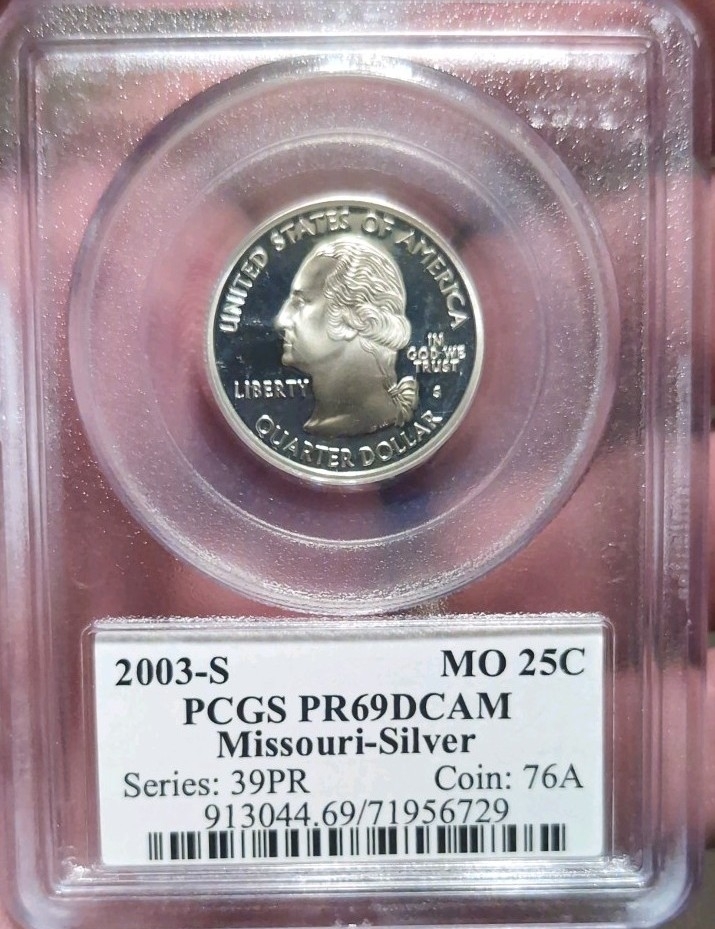 UNITED STATES OF AMERICA
IN
GOD WE
TRUST
LIBERTY
S
QUARTER DOLLAR
2003-S MO 25C
PCGS PR69DCAM
Missouri-Silver
Series: 39PR Coin: 76A
913044.69/71956729